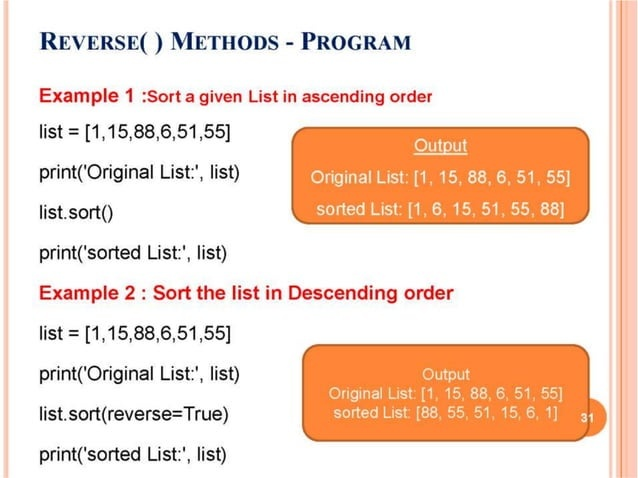 REVERSE( ) METHODS - PROGRAM
Example 1 :Sort a given List in ascending order
list = [1,15,88,6,51,55]
print('Original List:', list)
list.sort()
print('sorted List:', list)
Output
Original List: [1, 15, 88, 6, 51, 55]
sorted List: [1, 6, 15, 51, 55, 88]
Example 2 : Sort the list in Descending order
list = [1,15,88,6,51,55]
print('Original List:', list)
list.sort(reverse=True)
print('sorted List:', list)
Output
Original List: [1, 15, 88, 6, 51, 55]
sorted List: [88, 55, 51, 15, 6, 1]
31